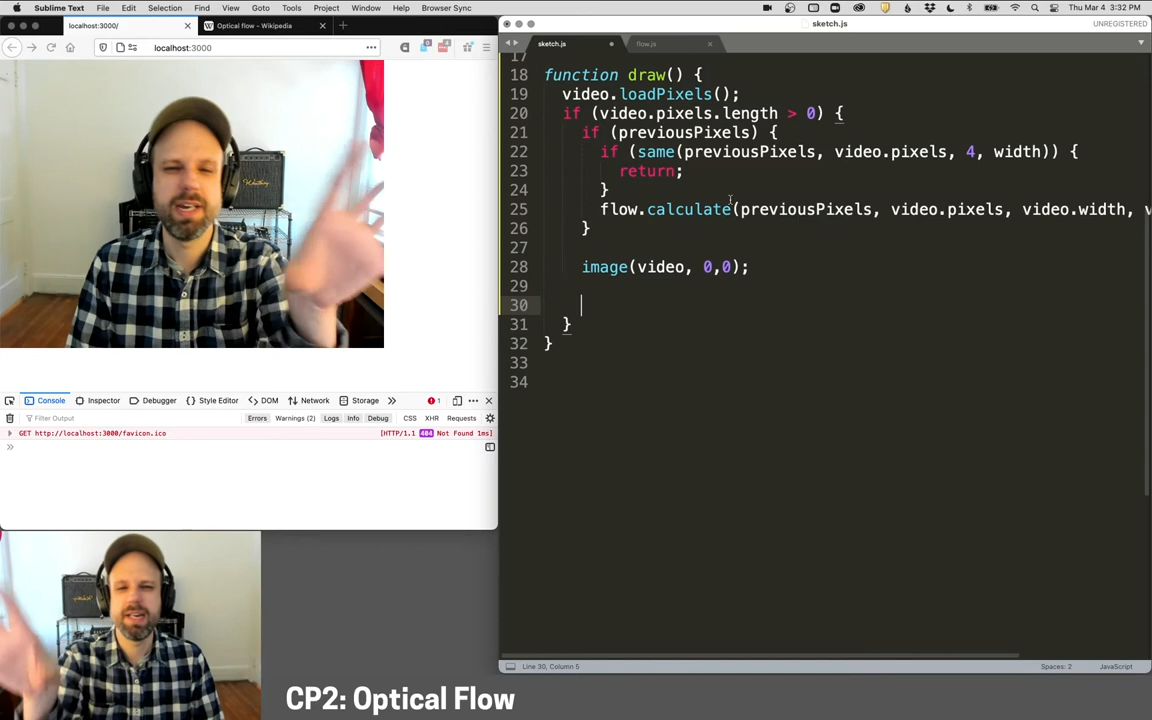 Sublime Text File Edit Selection Find View Goto Tools Project Window Help Browser Sync
Thu Mar 4 3:32 PM
localhost:3000/
Optical flow – Wikipedia
localhost:3000
sketch.js
UNREGISTERED
sketch.js
flow.js
17
18 function draw() {
19 video.loadPixels();
20 if (video.pixels.length > 0) {
21 if (previousPixels) {
22 if (same(previousPixels, video.pixels, 4, width)) {
23 return;
24 }
25 flow.calculate(previousPixels, video.pixels, video.width, v
26 }
27
28 image(video, 0,0);
29
30
31 }
32 }
33
34
Console Inspector Debugger Style Editor DOM Network Storage 1
Filter Output Errors Warnings (2) Logs Info Debug CSS XHR Requests
GET http://localhost:3000/favicon.ico [HTTP/1.1 404 Not Found 1ms]
Line 30, Column 5
Spaces: 2
JavaScript
CP2: Optical Flow